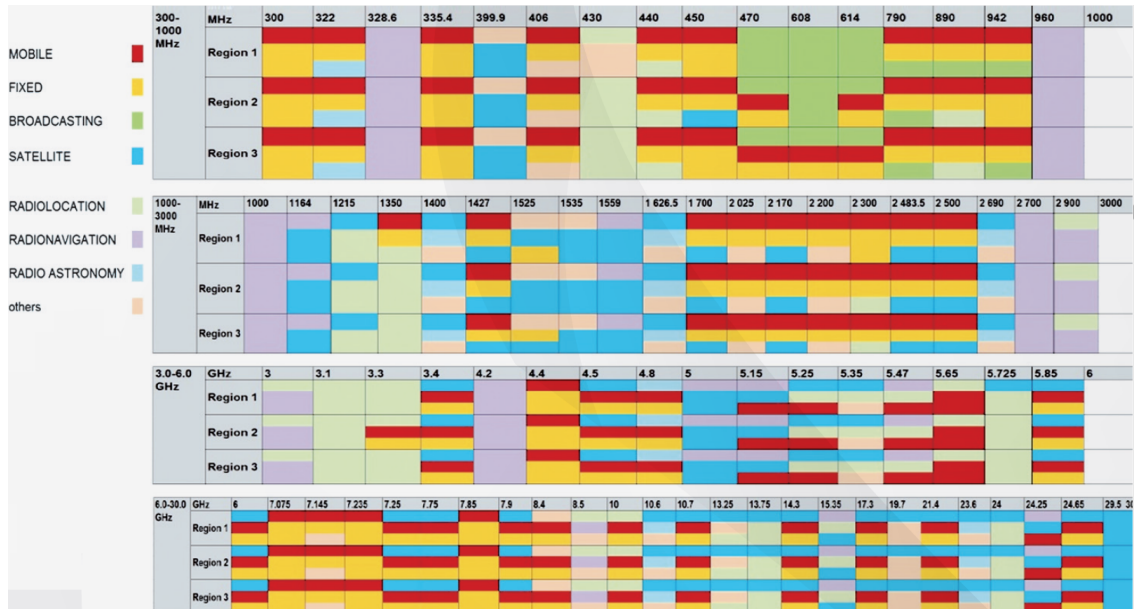 MOBILE
FIXED
BROADCASTING
SATELLITE
RADIOLOCATION
RADIONAVIGATION
RADIO ASTRONOMY
others
300-
1000
MHz
MHz 300 322 328.6 335.4 399.9 406 430 440 450 470 608 614 790 890 942 960 1000
Region 1
Region 2
Region 3
1000-
3000
MHz
MHz 1000 1164 1215 1350 1400 1427 1525 1535 1559 1 626.5 1 700 2 025 2 170 2 200 2 300 2 483.5 2 500 2 690 2 700 2 900 3000
Region 1
Region 2
Region 3
3.0-6.0
GHz
GHz 3 3.1 3.3 3.4 4.2 4.4 4.5 4.8 5 5.15 5.25 5.35 5.47 5.65 5.725 5.85 6
Region 1
Region 2
Region 3
6.0-30.0
GHz
GHz 6 7.075 7.145 7.235 7.25 7.75 7.85 7.9 8.4 8.5 10 10.6 10.7 13.25 13.75 14.3 15.35 17.3 19.7 21.4 23.6 24 24.25 24.65 29.5 30
Region 1
Region 2
Region 3